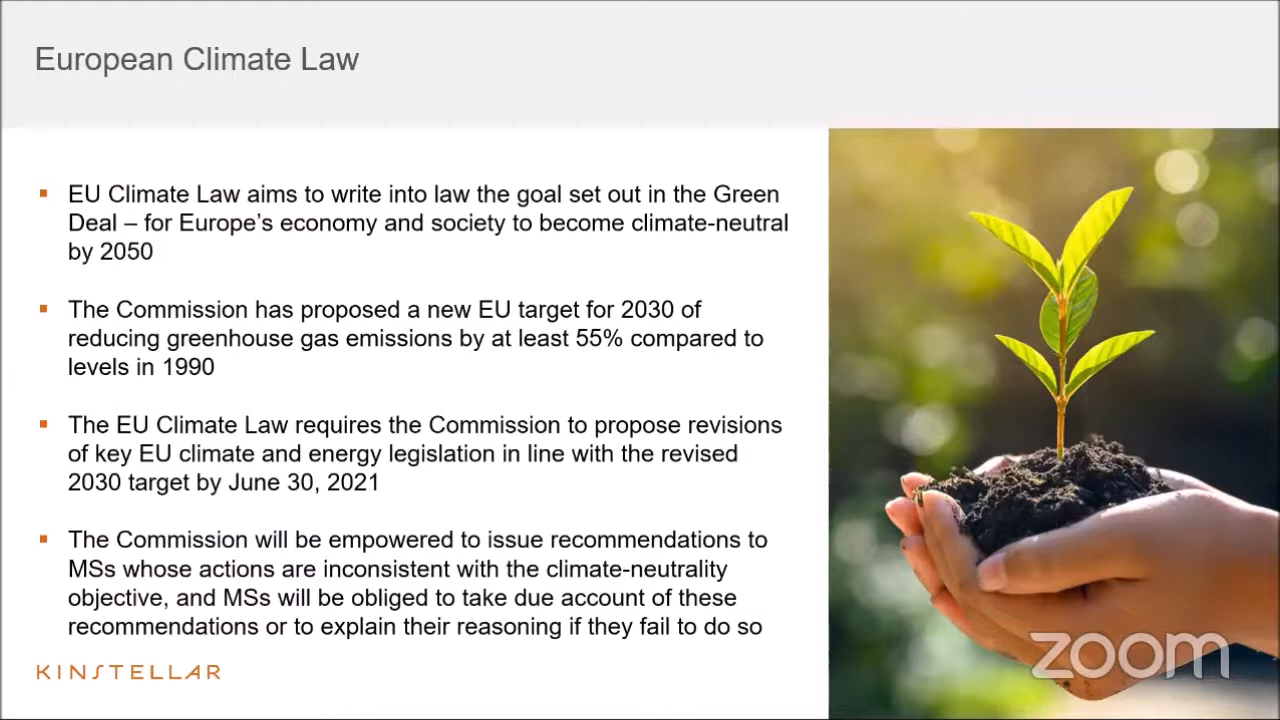 European Climate Law
▪ EU Climate Law aims to write into law the goal set out in the Green
Deal – for Europe’s economy and society to become climate-neutral
by 2050
▪ The Commission has proposed a new EU target for 2030 of
reducing greenhouse gas emissions by at least 55% compared to
levels in 1990
▪ The EU Climate Law requires the Commission to propose revisions
of key EU climate and energy legislation in line with the revised
2030 target by June 30, 2021
▪ The Commission will be empowered to issue recommendations to
MSs whose actions are inconsistent with the climate-neutrality
objective, and MSs will be obliged to take due account of these
recommendations or to explain their reasoning if they fail to do so
KINSTELLAR
zoom